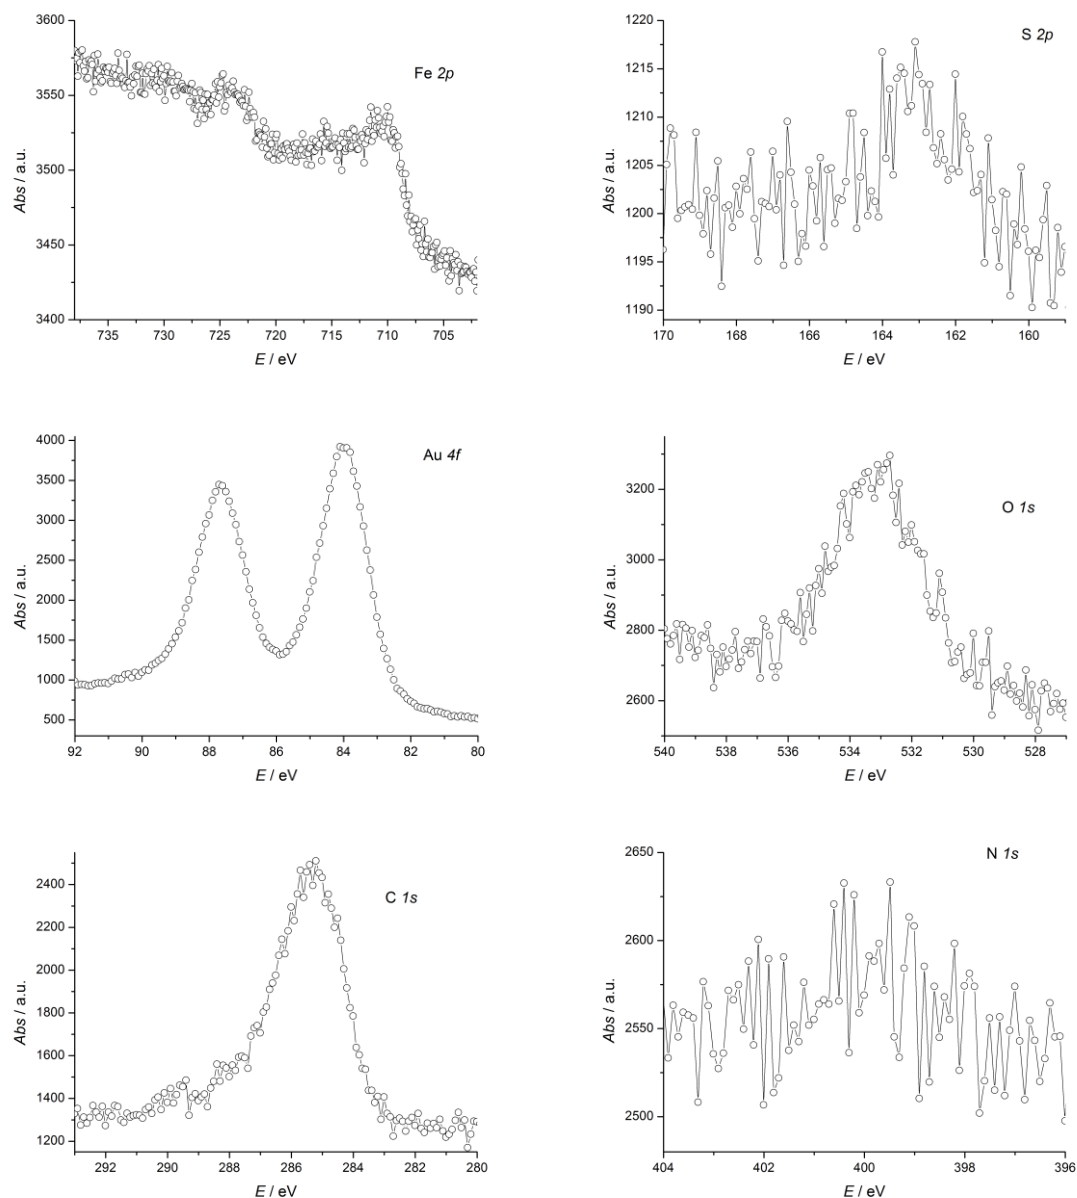 3600
3550
3500
3450
3400
Abs / a.u.
Fe 2p
735 730 725 720 715 710 705
E / eV
1220
1215
1210
1205
1200
1195
1190
Abs / a.u.
S 2p
170 168 166 164 162 160
E / eV
4000
3500
3000
2500
2000
1500
1000
500
Abs / a.u.
Au 4f
92 90 88 86 84 82 80
E / eV
3200
3000
2800
2600
Abs / a.u.
O 1s
540 538 536 534 532 530 528
E / eV
2400
2200
2000
1800
1600
1400
1200
Abs / a.u.
C 1s
292 290 288 286 284 282 280
E / eV
2650
2600
2550
2500
Abs / a.u.
N 1s
404 402 400 398 396
E / eV